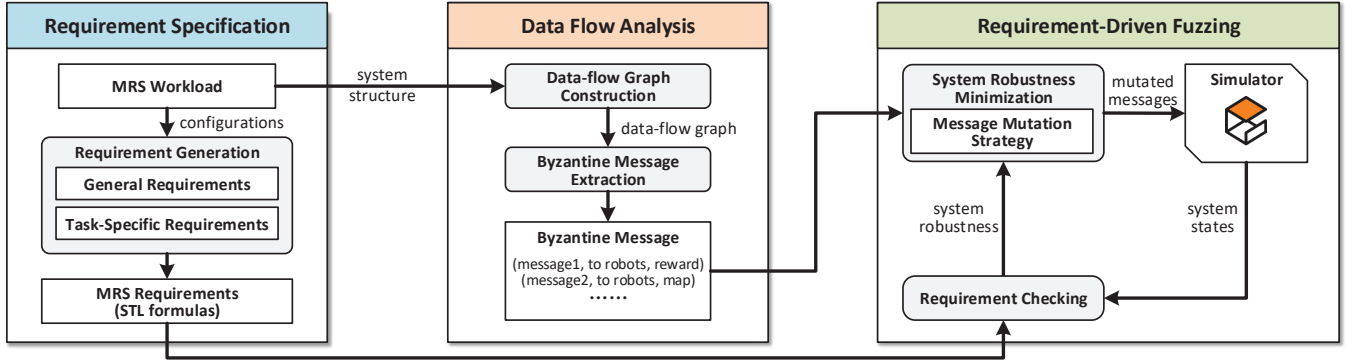 Requirement Specification
MRS Workload
configurations
Requirement Generation
General Requirements
Task-Specific Requirements
MRS Requirements
(STL formulas)
system
structure
Data Flow Analysis
Data-flow Graph
Construction
data-flow graph
Byzantine Message
Extraction
Byzantine Message
(message1, to robots, reward)
(message2, to robots, map)
……
Requirement-Driven Fuzzing
System Robustness
Minimization
Message Mutation
Strategy
mutated
messages
Simulator
system
robustness
system
states
Requirement Checking